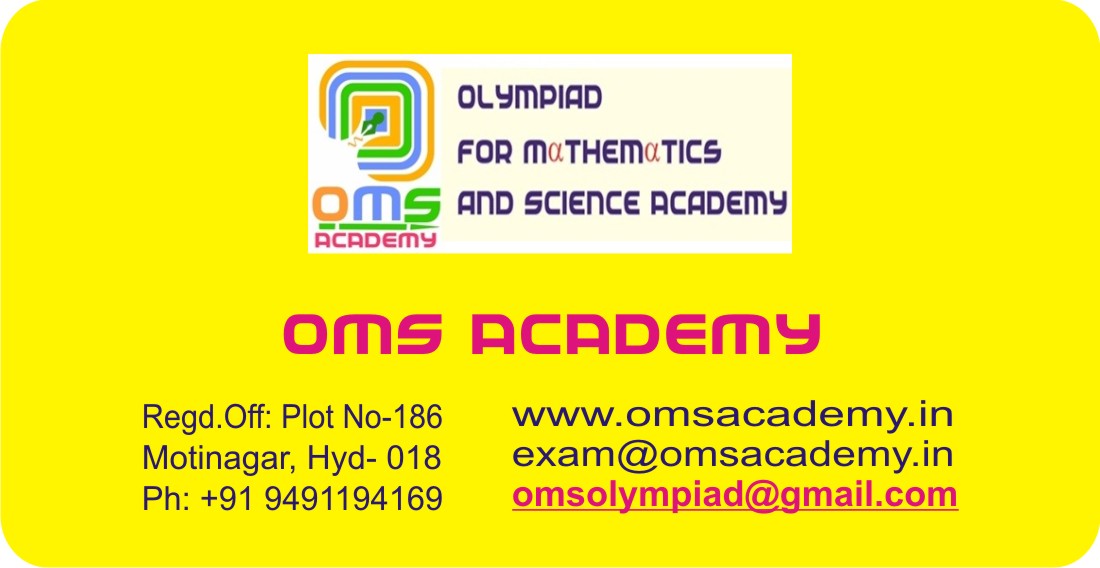 OLYMPIAD
FOR MαTHEMαTICS
AND SCIENCE ACADEMY
OMS
ACADEMY
OMS ACADEMY
Regd.Off: Plot No-186
Motinagar, Hyd- 018
Ph: +91 9491194169
www.omsacademy.in
exam@omsacademy.in
omsolympiad@gmail.com